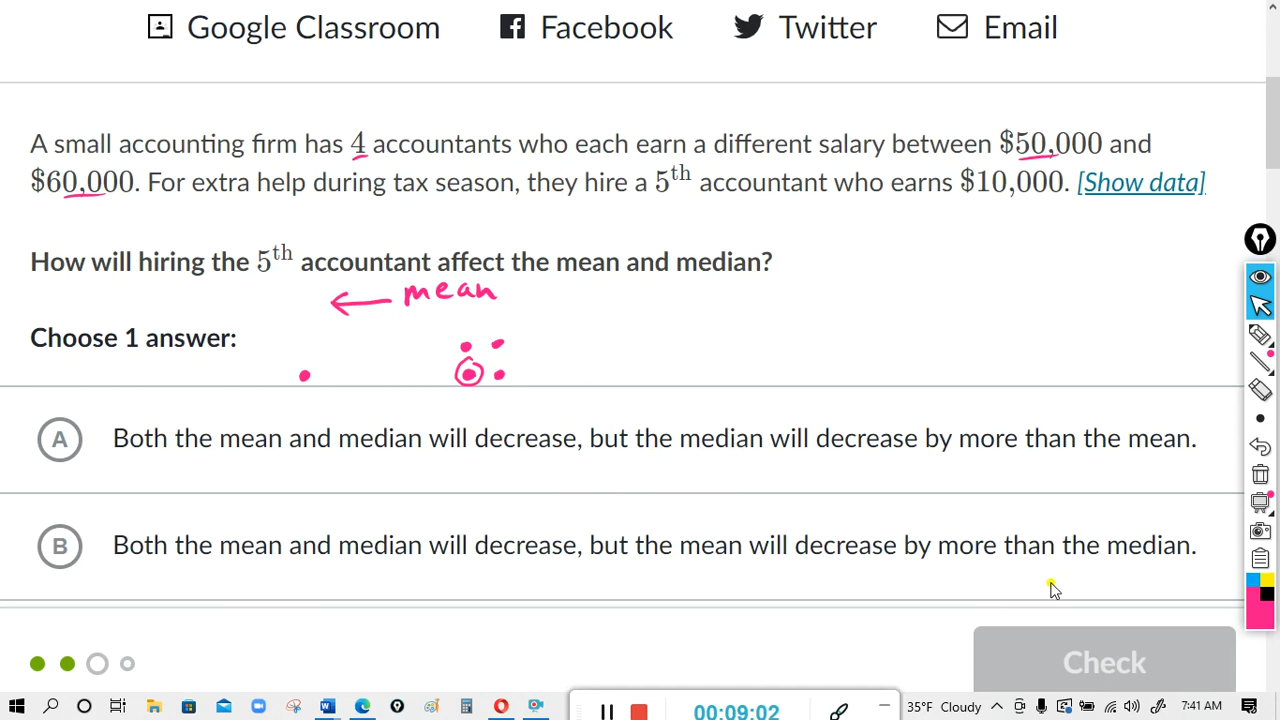 Google Classroom Facebook Twitter Email
A small accounting firm has 4 accountants who each earn a different salary between $50,000 and
$60,000. For extra help during tax season, they hire a 5th accountant who earns $10,000. [Show data]
How will hiring the 5th accountant affect the mean and median?
mean
Choose 1 answer:
A Both the mean and median will decrease, but the median will decrease by more than the mean.
B Both the mean and median will decrease, but the mean will decrease by more than the median.
Check
00:09:02
35°F Cloudy 7:41 AM